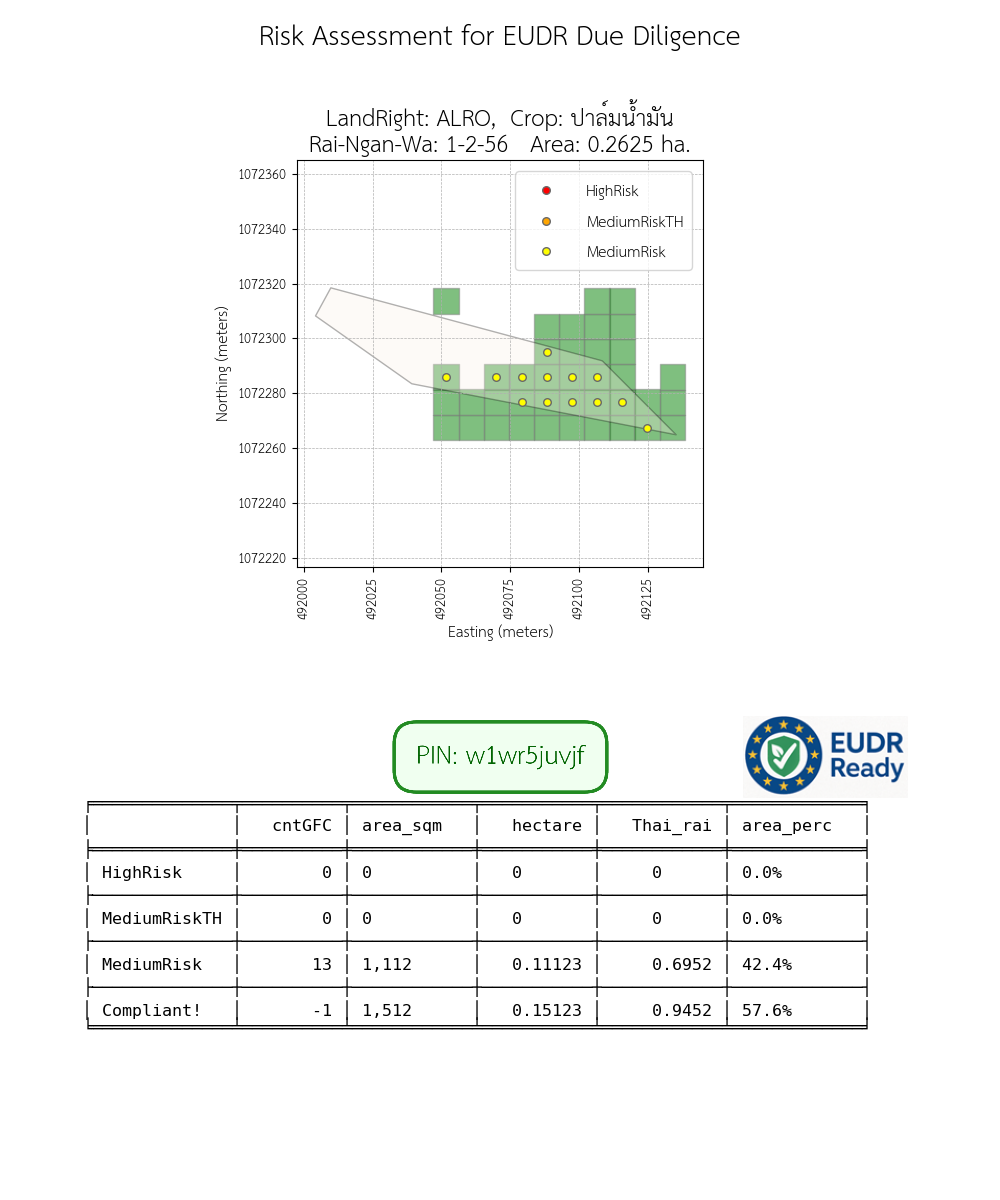 Risk Assessment for EUDR Due Diligence
LandRight: ALRO,  Crop: ปาล์มน้ำมัน
Rai-Ngan-Wa: 1-2-56   Area: 0.2625 ha.
HighRisk
MediumRiskTH
MediumRisk
1072360
1072340
1072320
1072300
1072280
1072260
1072240
1072220
Northing (meters)
492000 492025 492050 492075 492100 492125
Easting (meters)
PIN: w1wr5juvjf
EUDR
Ready
cntGFC area_sqm hectare Thai_rai area_perc
HighRisk 0 0 0 0 0.0%
MediumRiskTH 0 0 0 0 0.0%
MediumRisk 13 1,112 0.11123 0.6952 42.4%
Compliant! -1 1,512 0.15123 0.9452 57.6%